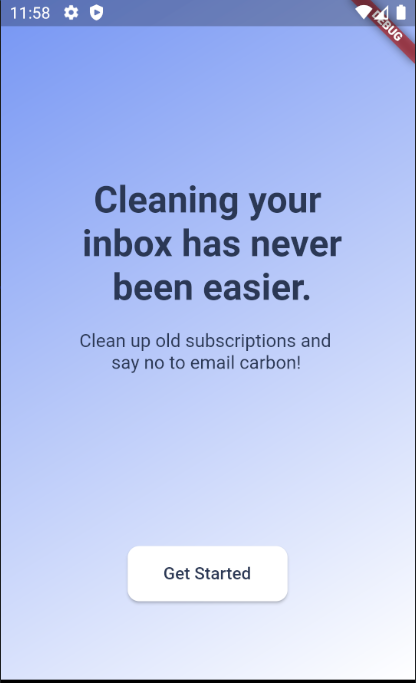 11:58
DEBUG
Cleaning your
inbox has never
been easier.
Clean up old subscriptions and
say no to email carbon!
Get Started